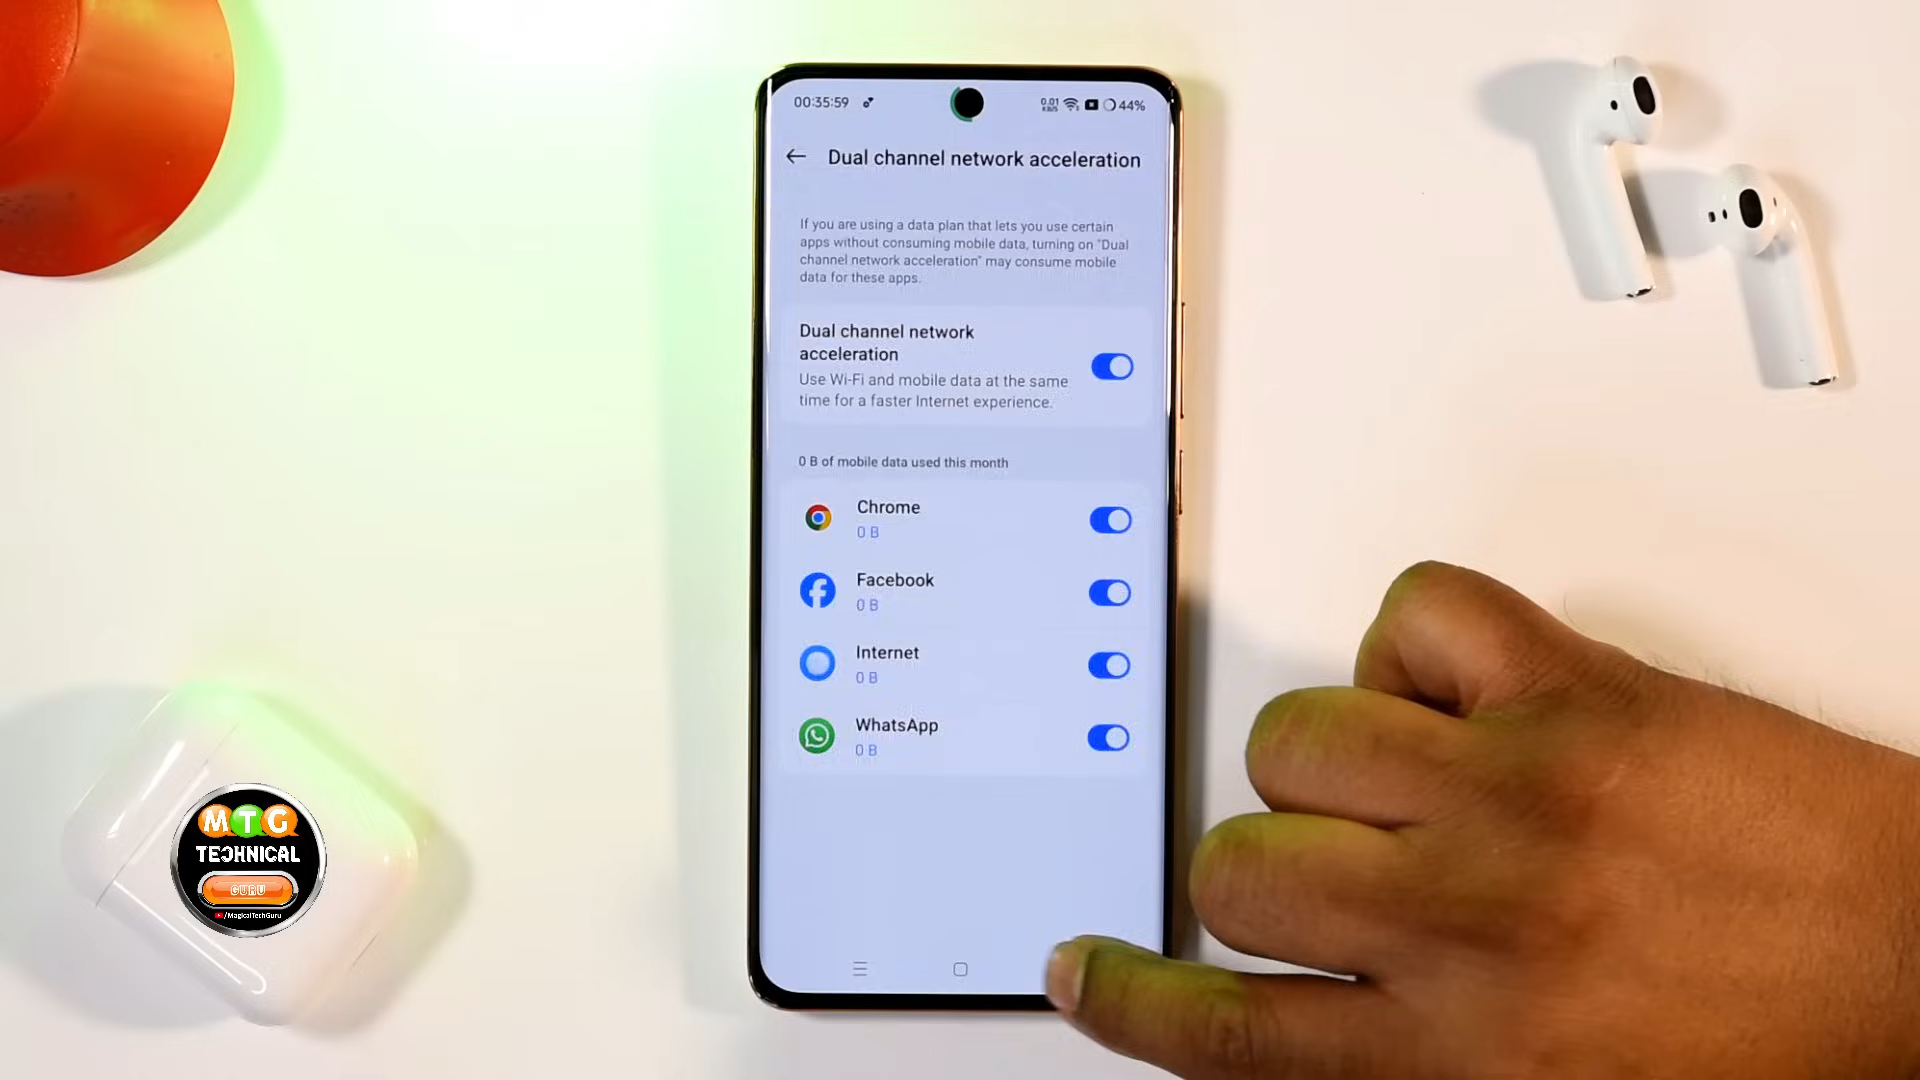 00:35:59
0.01 KB/S 44%
Dual channel network acceleration
If you are using a data plan that lets you use certain
apps without consuming mobile data, turning on "Dual
channel network acceleration" may consume mobile
data for these apps.
Dual channel network
acceleration
Use Wi-Fi and mobile data at the same
time for a faster Internet experience.
0 B of mobile data used this month
Chrome
0 B
Facebook
0 B
Internet
0 B
WhatsApp
0 B
MTG
TECHNICAL
GURU
/MagicalTechGuru